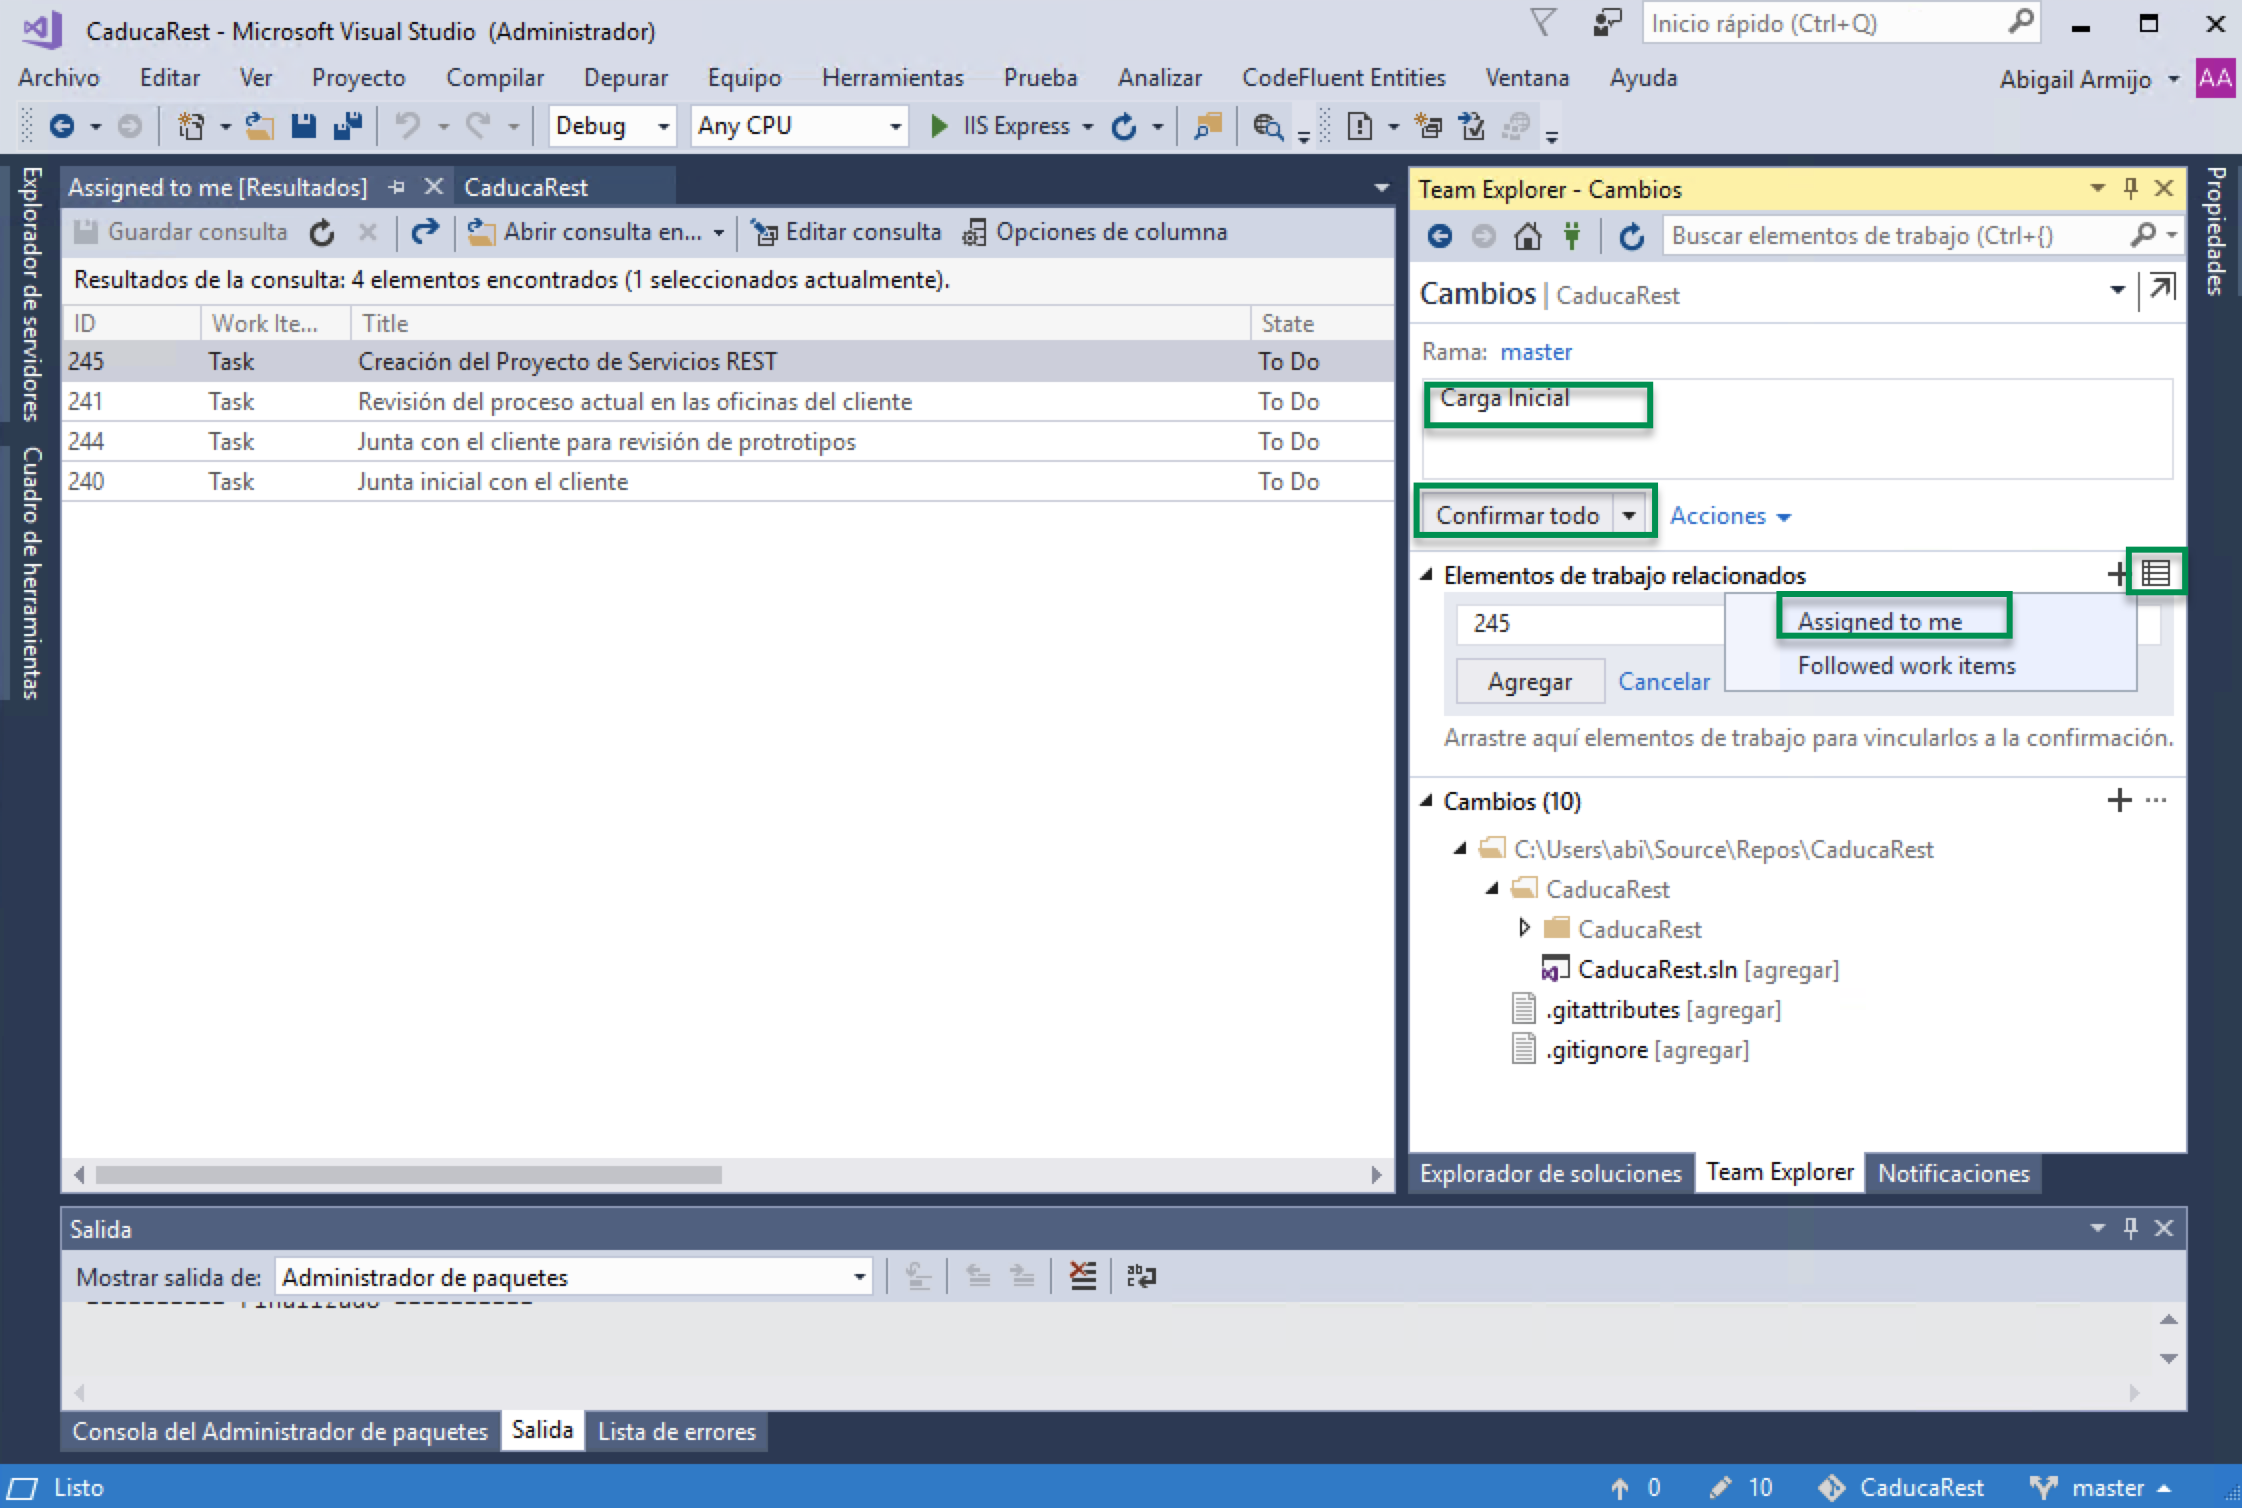 CaducaRest - Microsoft Visual Studio (Administrador)
Inicio rápido (Ctrl+Q)
Archivo Editar Ver Proyecto Compilar Depurar Equipo Herramientas Prueba Analizar CodeFluent Entities Ventana Ayuda
Abigail Armijo AA
Debug Any CPU IIS Express
Explorador de servidores
Cuadro de herramientas
Assigned to me [Resultados] CaducaRest
Guardar consulta Abrir consulta en... Editar consulta Opciones de columna
Resultados de la consulta: 4 elementos encontrados (1 seleccionados actualmente).
ID Work Ite... Title State
245 Task Creación del Proyecto de Servicios REST To Do
241 Task Revisión del proceso actual en las oficinas del cliente To Do
244 Task Junta con el cliente para revisión de protrotipos To Do
240 Task Junta inicial con el cliente To Do
Team Explorer - Cambios
Buscar elementos de trabajo (Ctrl+{)
Cambios | CaducaRest
Rama: master
Carga Inicial
Confirmar todo Acciones
Elementos de trabajo relacionados
245
Assigned to me
Followed work items
Agregar Cancelar
Arrastre aquí elementos de trabajo para vincularlos a la confirmación.
Cambios (10)
C:\Users\abi\Source\Repos\CaducaRest
CaducaRest
CaducaRest
CaducaRest.sln [agregar]
.gitattributes [agregar]
.gitignore [agregar]
Explorador de soluciones Team Explorer Notificaciones
Propiedades
Salida
Mostrar salida de: Administrador de paquetes
========== Finalizado ==========
Consola del Administrador de paquetes Salida Lista de errores
Listo
0 10 CaducaRest master